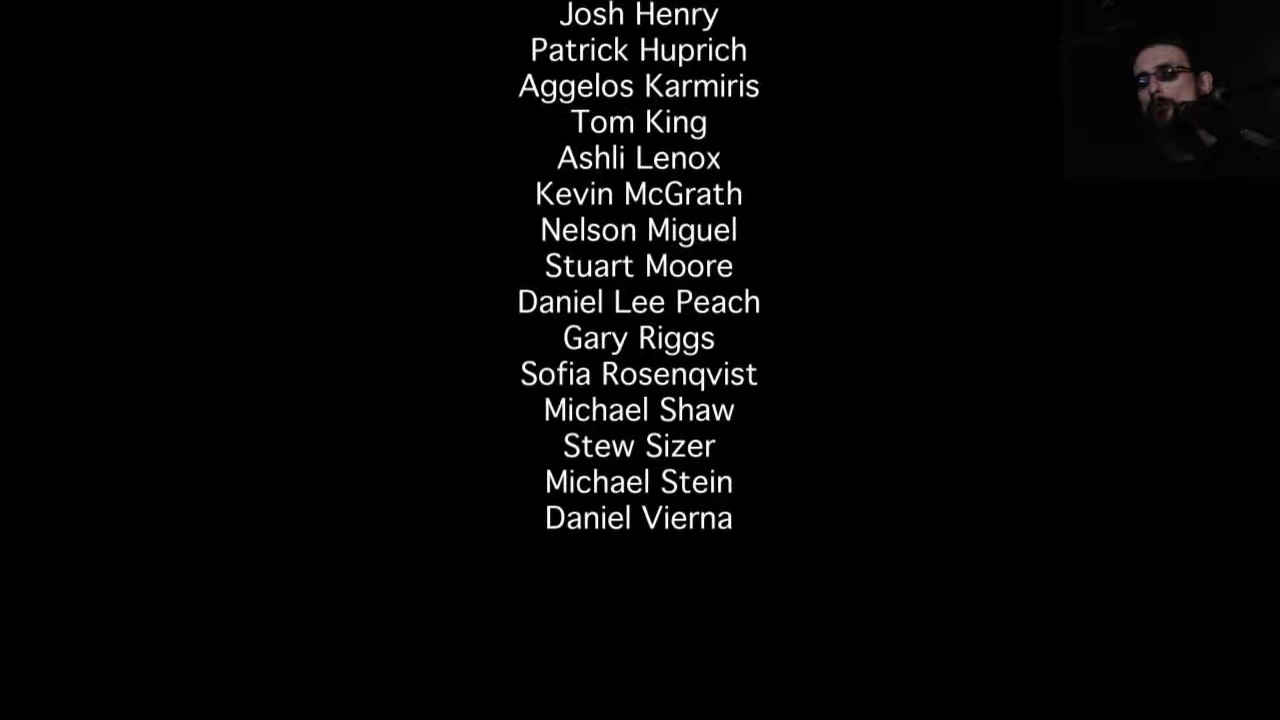 Josh Henry
Patrick Huprich
Aggelos Karmiris
Tom King
Ashli Lenox
Kevin McGrath
Nelson Miguel
Stuart Moore
Daniel Lee Peach
Gary Riggs
Sofia Rosenqvist
Michael Shaw
Stew Sizer
Michael Stein
Daniel Vierna